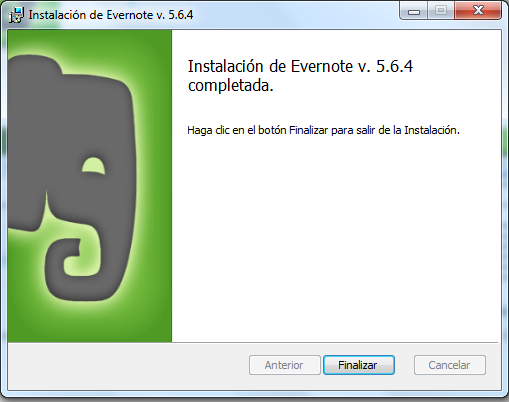 Instalación de Evernote v. 5.6.4
Instalación de Evernote v. 5.6.4
completada.
Haga clic en el botón Finalizar para salir de la Instalación.
Anterior
Finalizar
Cancelar